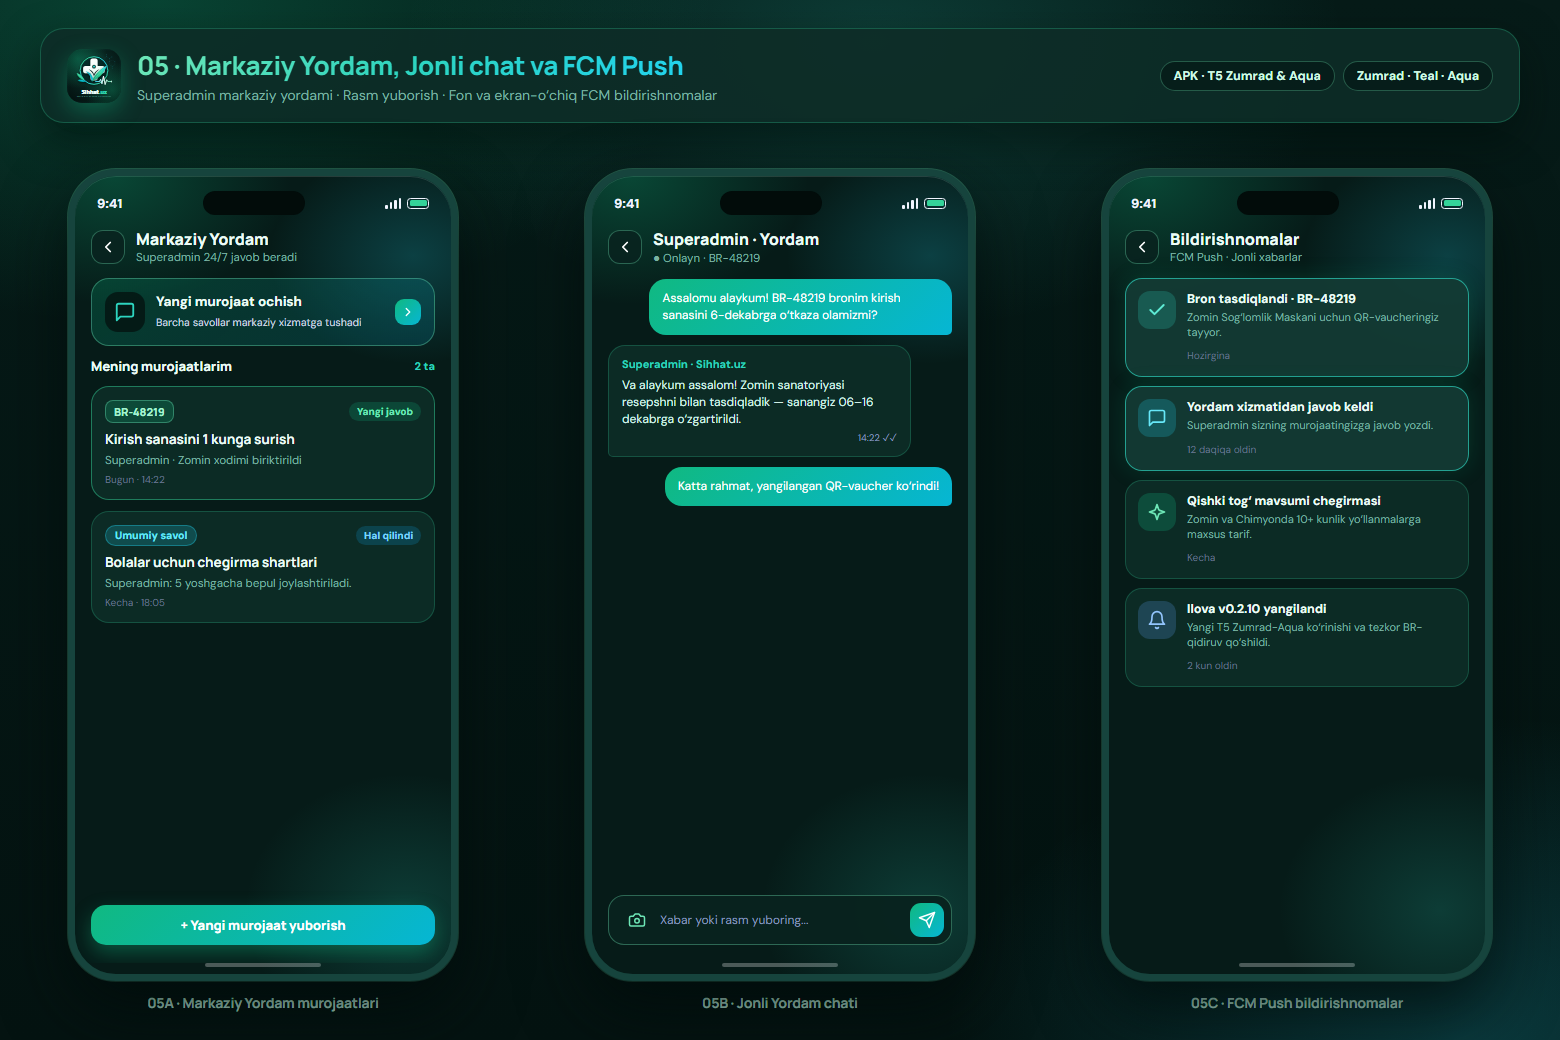 05 · Markaziy Yordam, Jonli chat va FCM Push
Superadmin markaziy yordami · Rasm yuborish · Fon va ekran-o‘chiq FCM bildirishnomalar
APK · T5 Zumrad & Aqua
Zumrad · Teal · Aqua
Sihhat.uz
9:41
Markaziy Yordam
Superadmin 24/7 javob beradi
Yangi murojaat ochish
Barcha savollar markaziy xizmatga tushadi
Mening murojaatlarim
2 ta
BR-48219
Yangi javob
Kirish sanasini 1 kunga surish
Superadmin · Zomin xodimi biriktirildi
Bugun · 14:22
Umumiy savol
Hal qilindi
Bolalar uchun chegirma shartlari
Superadmin: 5 yoshgacha bepul joylashtiriladi.
Kecha · 18:05
+ Yangi murojaat yuborish
05A · Markaziy Yordam murojaatlari
9:41
Superadmin · Yordam
● Onlayn · BR-48219
Assalomu alaykum! BR-48219 bronim kirish
sanasini 6-dekabrga o‘tkaza olamizmi?
Superadmin · Sihhat.uz
Va alaykum assalom! Zomin sanatoriyasi
resepshni bilan tasdiqladik — sanangiz 06–16
dekabrga o‘zgartirildi.
14:22 ✓✓
Katta rahmat, yangilangan QR-vaucher ko‘rindi!
Xabar yoki rasm yuboring...
05B · Jonli Yordam chati
9:41
Bildirishnomalar
FCM Push · Jonli xabarlar
Bron tasdiqlandi · BR-48219
Zomin Sog‘lomlik Maskani uchun QR-vaucheringiz
tayyor.
Hozirgina
Yordam xizmatidan javob keldi
Superadmin sizning murojaatingizga javob yozdi.
12 daqiqa oldin
Qishki tog‘ mavsumi chegirmasi
Zomin va Chimyonda 10+ kunlik yo‘llanmalarga
maxsus tarif.
Kecha
Ilova v0.2.10 yangilandi
Yangi T5 Zumrad-Aqua ko‘rinishi va tezkor BR-
qidiruv qo‘shildi.
2 kun oldin
05C · FCM Push bildirishnomalar